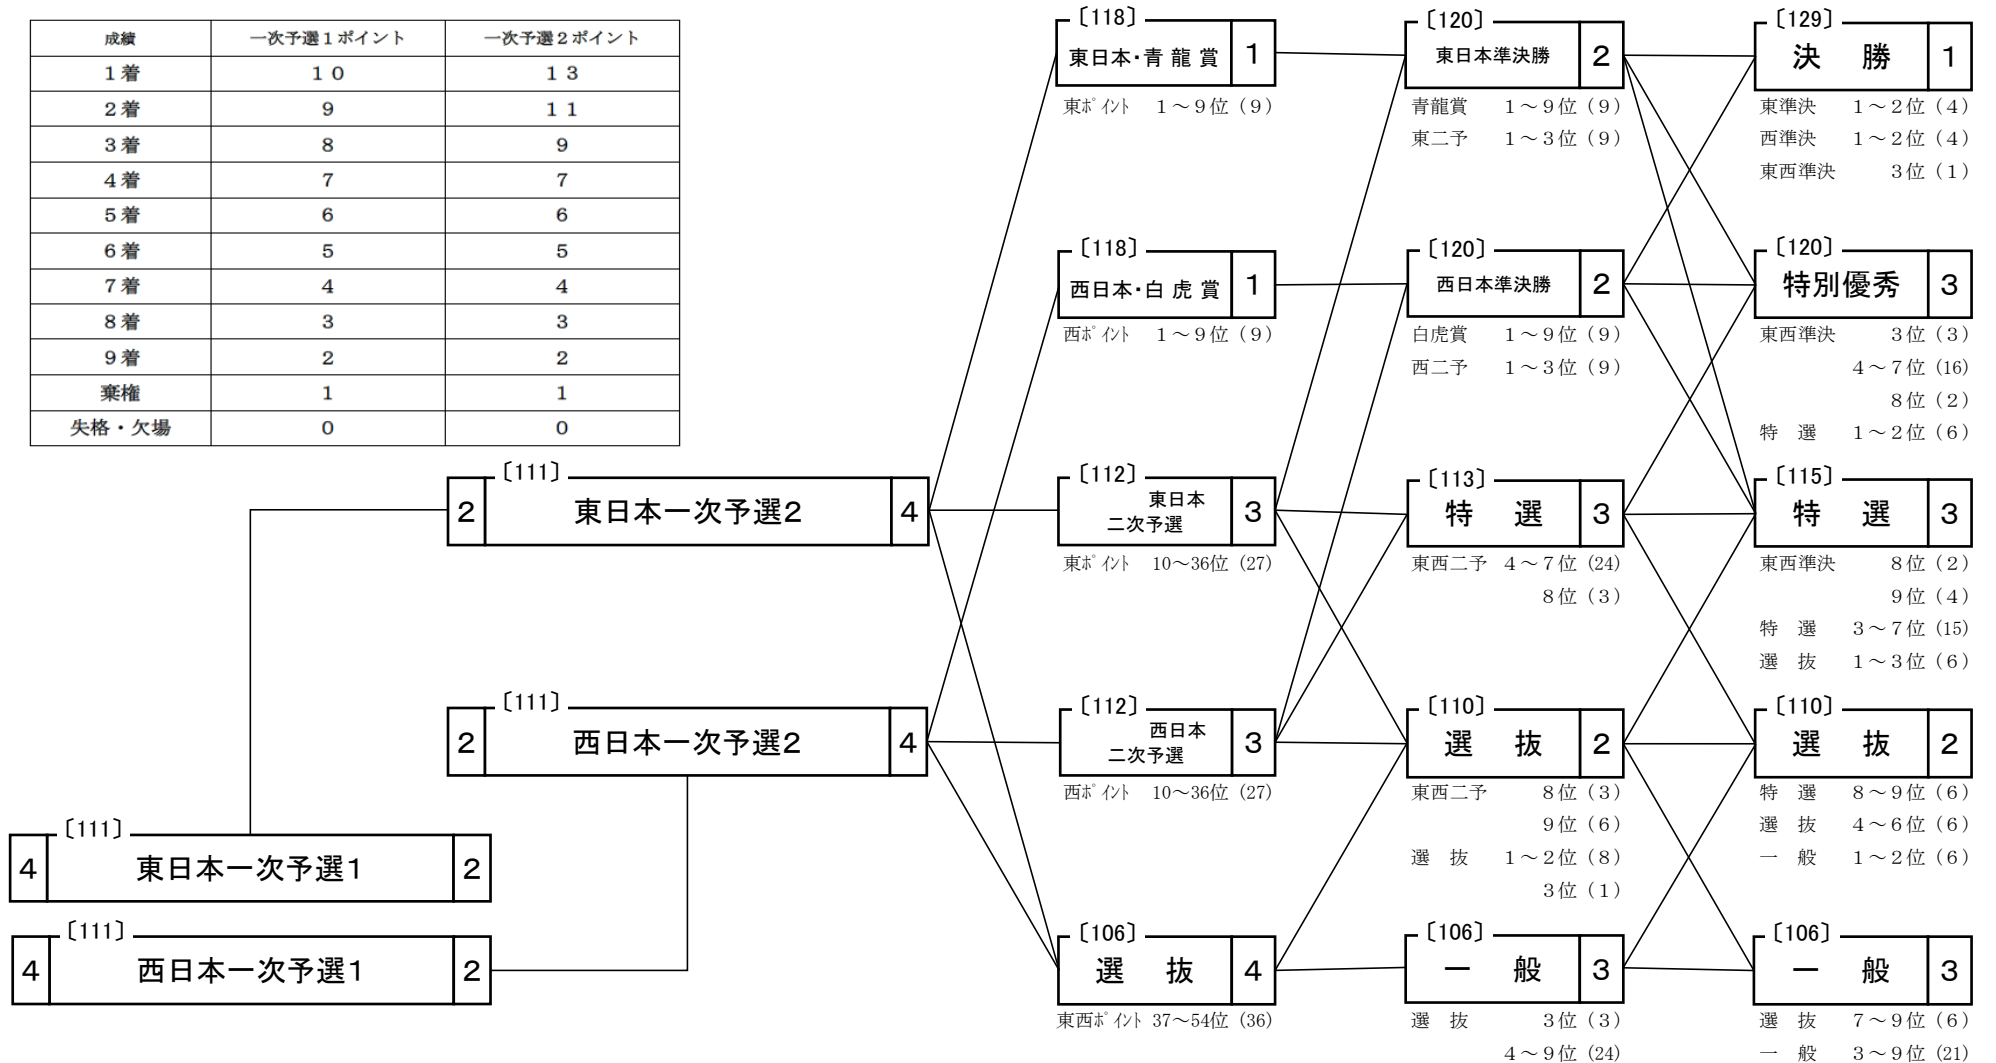 成績 一次予選１ポイント 一次予選２ポイント
１着 １０ １３
２着 ９ １１
３着 ８ ９
４着 ７ ７
５着 ６ ６
６着 ５ ５
７着 ４ ４
８着 ３ ３
９着 ２ ２
棄権 １ １
失格・欠場 ０ ０
〔111〕
4 東日本一次予選1 2
〔111〕
4 西日本一次予選1 2
〔111〕
2 東日本一次予選2 4
〔111〕
2 西日本一次予選2 4
〔118〕
東日本・青龍賞 1
東ﾎﾟｲﾝﾄ １～９位（９）
〔118〕
西日本・白虎賞 1
西ﾎﾟｲﾝﾄ １～９位（９）
〔112〕
東日本
二次予選 3
東ﾎﾟｲﾝﾄ 10～36位（27）
〔112〕
西日本
二次予選 3
西ﾎﾟｲﾝﾄ 10～36位（27）
〔106〕
選 抜 4
東西ﾎﾟｲﾝﾄ 37～54位（36）
〔120〕
東日本準決勝 2
青龍賞 １～９位（９）
東二予 １～３位（９）
〔120〕
西日本準決勝 2
白虎賞 １～９位（９）
西二予 １～３位（９）
〔113〕
特 選 3
東西二予 ４～７位（24）
８位（３）
〔110〕
選 抜 2
東西二予 ８位（３）
９位（６）
選 抜 １～２位（８）
３位（１）
〔106〕
一 般 3
選 抜 ３位（３）
４～９位（24）
〔129〕
決 勝 1
東準決 １～２位（４）
西準決 １～２位（４）
東西準決 ３位（１）
〔120〕
特別優秀 3
東西準決 ３位（３）
４～７位（16）
８位（２）
特 選 １～２位（６）
〔115〕
特 選 3
東西準決 ８位（２）
９位（４）
特 選 ３～７位（15）
選 抜 １～３位（６）
〔110〕
選 抜 2
特 選 ８～９位（６）
選 抜 ４～６位（６）
一 般 １～２位（６）
〔106〕
一 般 3
選 抜 ７～９位（６）
一 般 ３～９位（21）